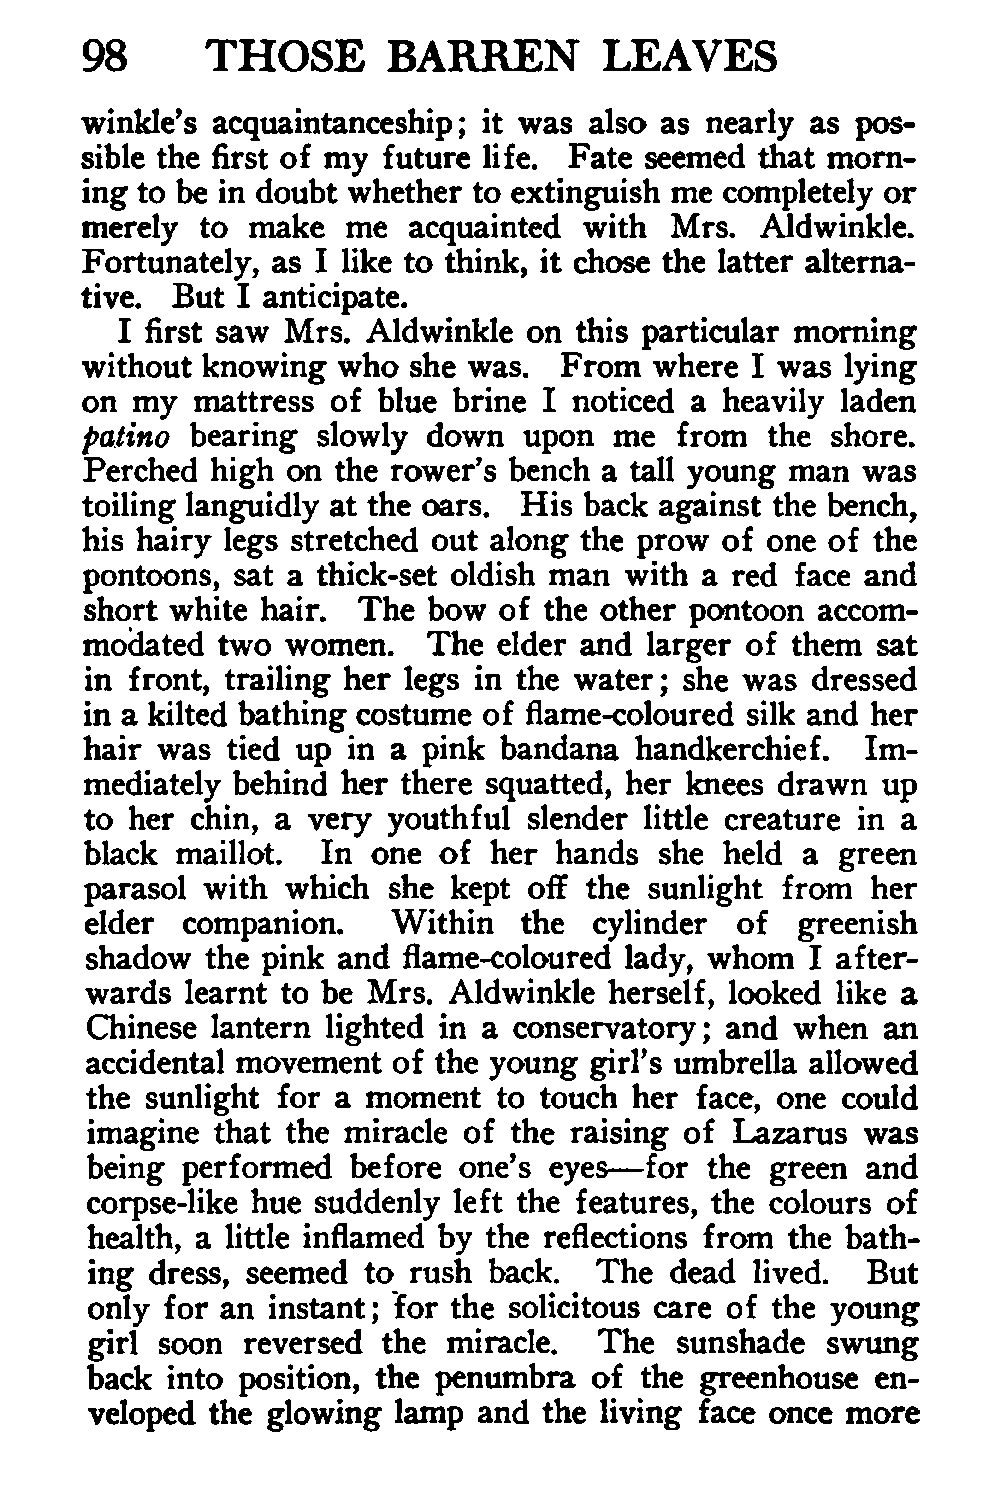 98 THOSE BARREN LEAVES
winkle's acquaintanceship; it was also as nearly as pos-
sible the first of my future life. Fate seemed that morn-
ing to be in doubt whether to extinguish me completely or
merely to make me acquainted with Mrs. Aldwinkle.
Fortunately, as I like to think, it chose the latter alterna-
tive. But I anticipate.
I first saw Mrs. Aldwinkle on this particular morning
without knowing who she was. From where I was lying
on my mattress of blue brine I noticed a heavily laden
patino bearing slowly down upon me from the shore.
Perched high on the rower's bench a tall young man was
toiling languidly at the oars. His back against the bench,
his hairy legs stretched out along the prow of one of the
pontoons, sat a thick-set oldish man with a red face and
short white hair. The bow of the other pontoon accom-
modated two women. The elder and larger of them sat
in front, trailing her legs in the water; she was dressed
in a kilted bathing costume of flame-coloured silk and her
hair was tied up in a pink bandana handkerchief. Im-
mediately behind her there squatted, her knees drawn up
to her chin, a very youthful slender little creature in a
black maillot. In one of her hands she held a green
parasol with which she kept off the sunlight from her
elder companion. Within the cylinder of greenish
shadow the pink and flame-coloured lady, whom I after-
wards learnt to be Mrs. Aldwinkle herself, looked like a
Chinese lantern lighted in a conservatory; and when an
accidental movement of the young girl's umbrella allowed
the sunlight for a moment to touch her face, one could
imagine that the miracle of the raising of Lazarus was
being performed before one's eyes—for the green and
corpse-like hue suddenly left the features, the colours of
health, a little inflamed by the reflections from the bath-
ing dress, seemed to rush back. The dead lived. But
only for an instant; for the solicitous care of the young
girl soon reversed the miracle. The sunshade swung
back into position, the penumbra of the greenhouse en-
veloped the glowing lamp and the living face once more